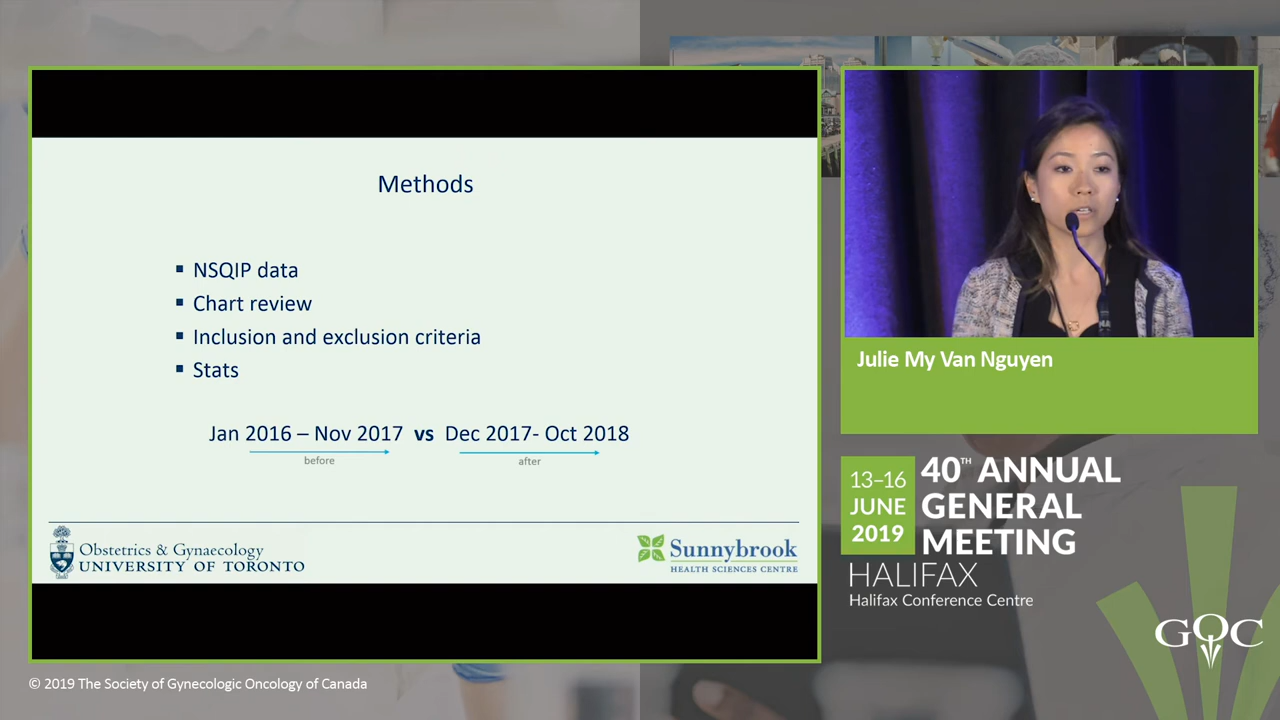 Methods
▪ NSQIP data
▪ Chart review
▪ Inclusion and exclusion criteria
▪ Stats
Jan 2016 – Nov 2017 vs Dec 2017- Oct 2018
before after
Obstetrics & Gynaecology
UNIVERSITY OF TORONTO
Sunnybrook
HEALTH SCIENCES CENTRE
Julie My Van Nguyen
13–16
JUNE
2019
40TH ANNUAL
GENERAL
MEETING
HALIFAX
Halifax Conference Centre
GOC
© 2019 The Society of Gynecologic Oncology of Canada